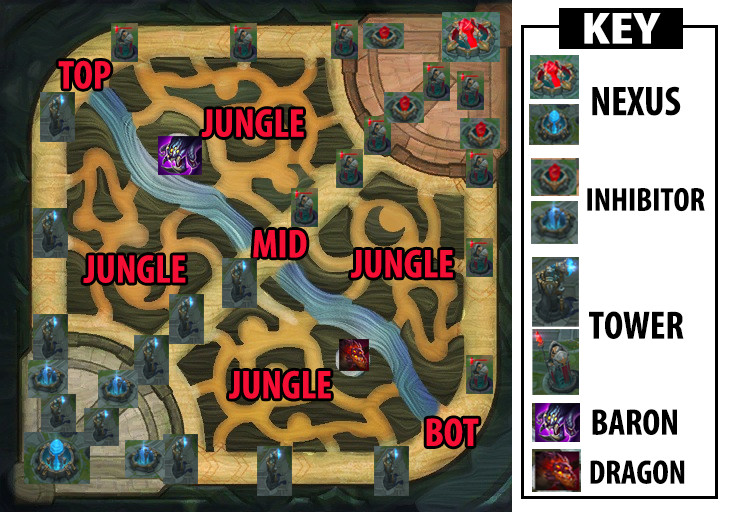 TOP
JUNGLE
MID
JUNGLE
JUNGLE
JUNGLE
BOT
KEY
NEXUS
INHIBITOR
TOWER
BARON
DRAGON